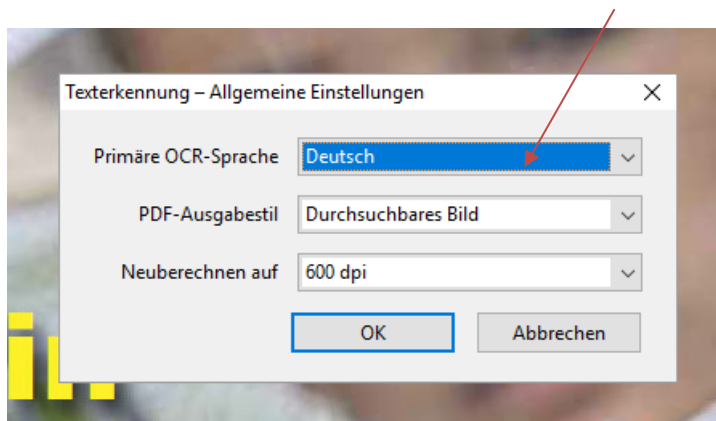 Texterkennung – Allgemeine Einstellungen
Primäre OCR-Sprache Deutsch
PDF-Ausgabestil Durchsuchbares Bild
Neuberechnen auf 600 dpi
OK Abbrechen